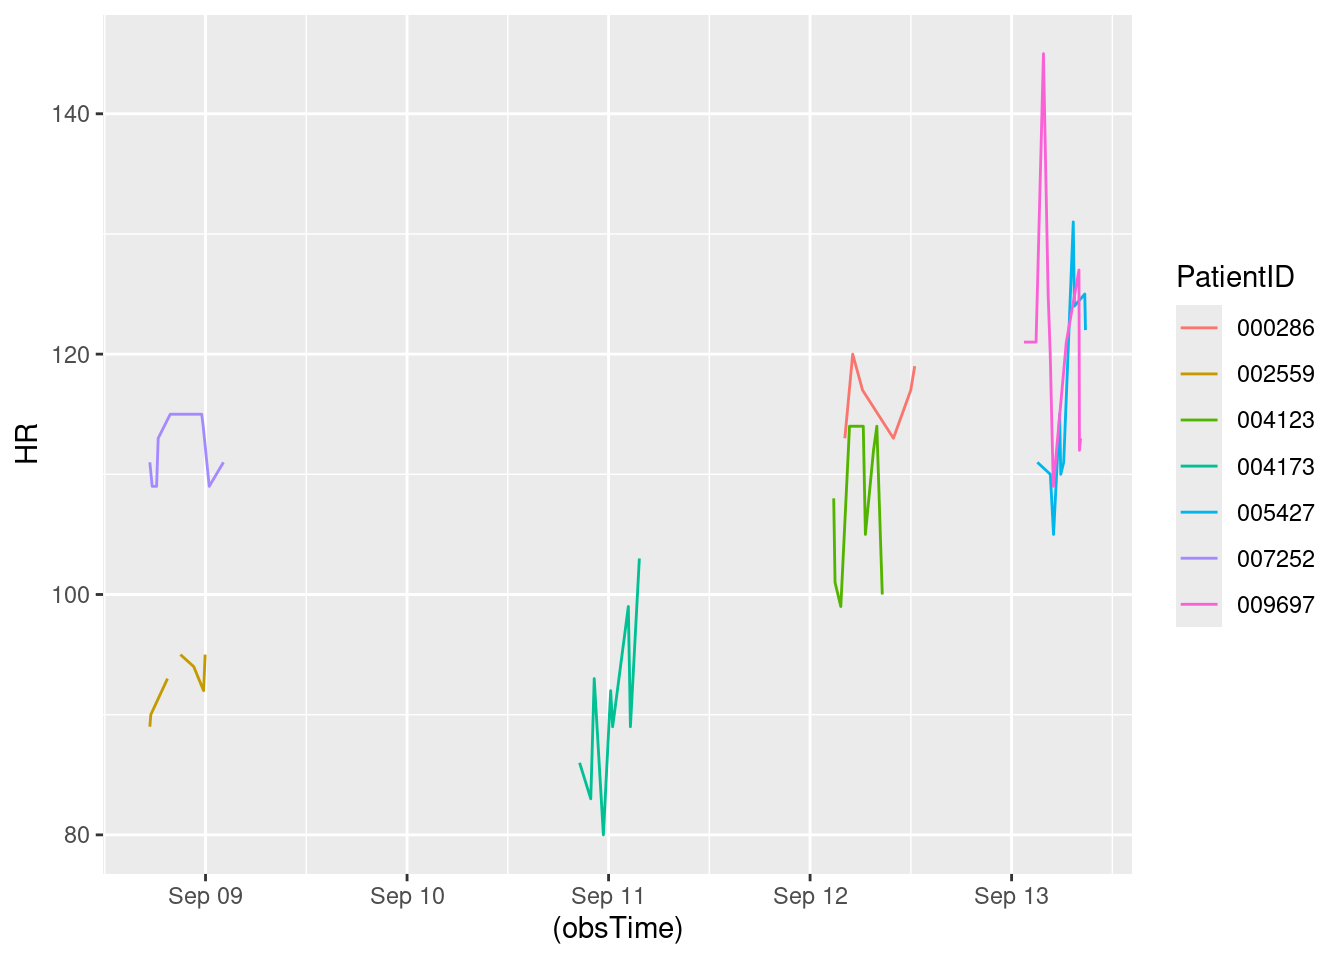 140
120
100
80
HR
Sep 09
Sep 10
Sep 11
Sep 12
Sep 13
(obsTime)
PatientID
000286
002559
004123
004173
005427
007252
009697